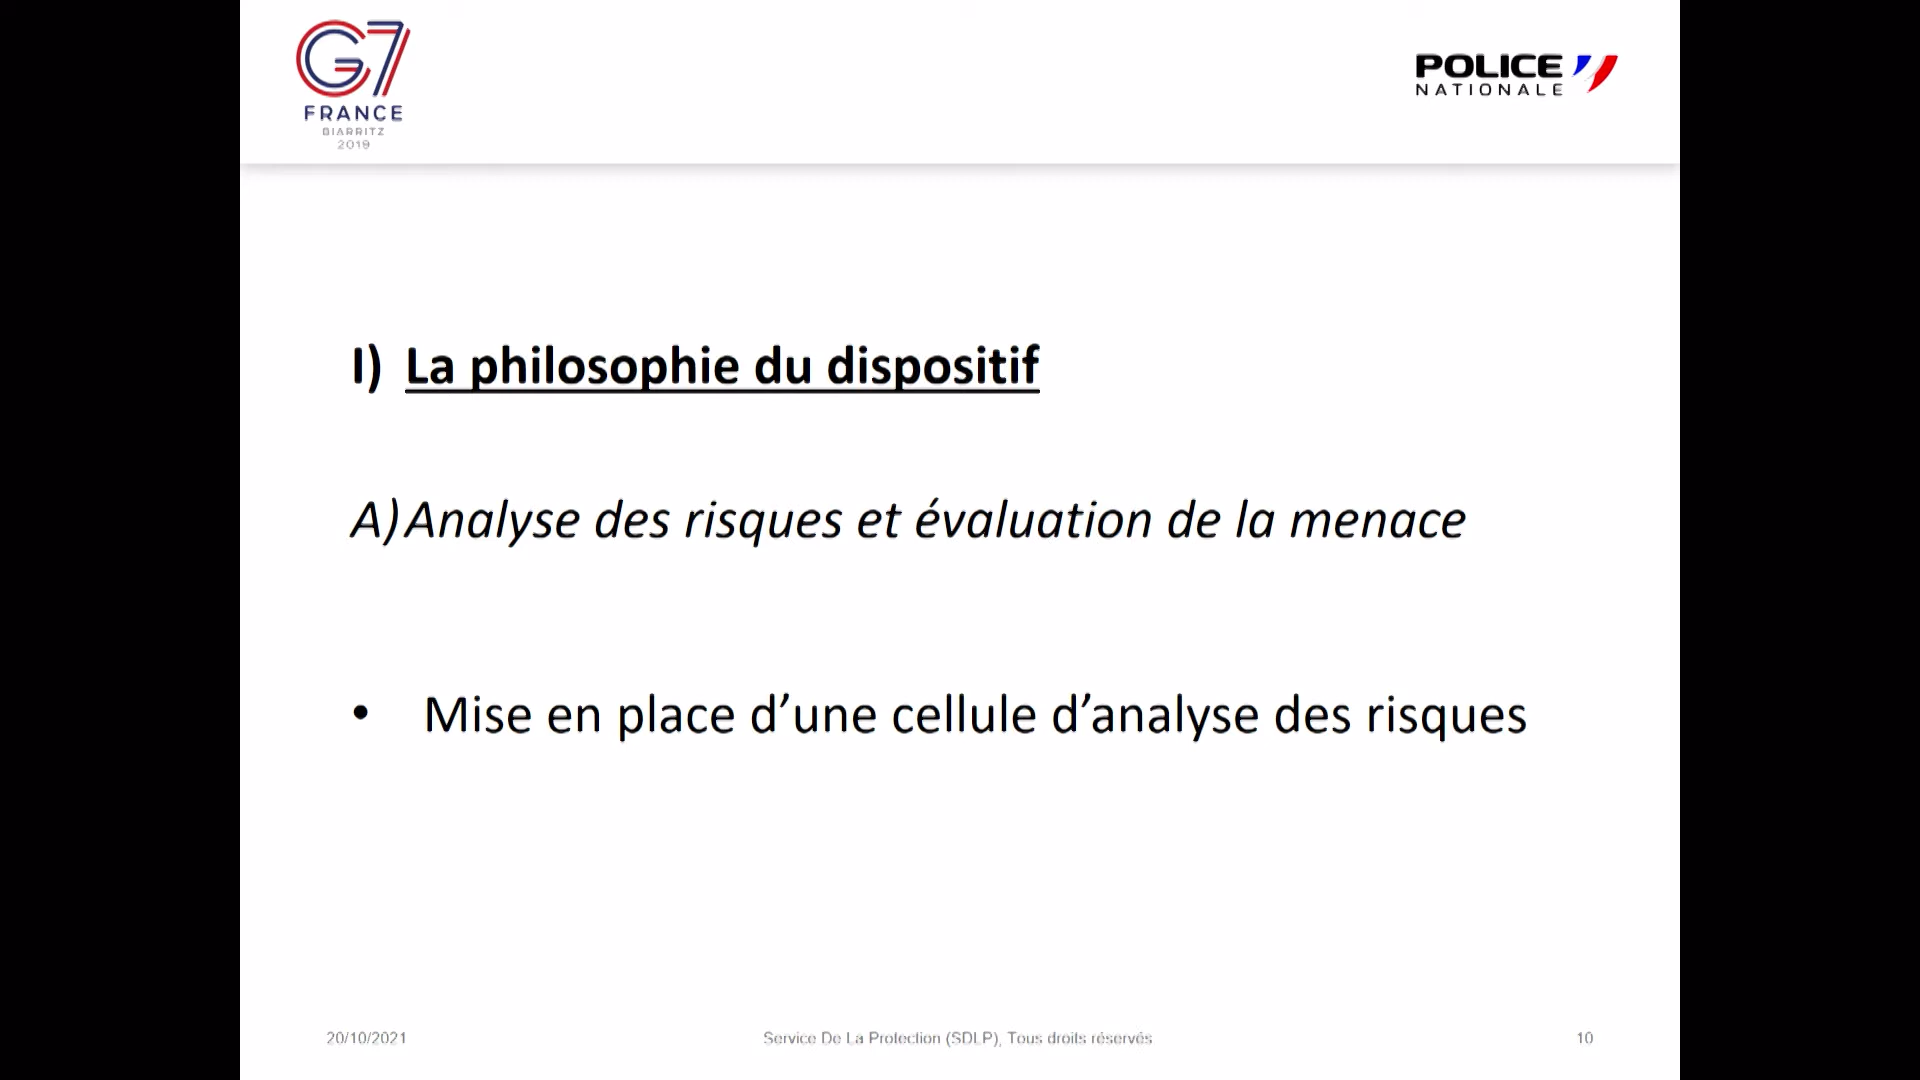 G7
FRANCE
BIARRITZ
2019
POLICE
NATIONALE
I) La philosophie du dispositif
A) Analyse des risques et évaluation de la menace
• Mise en place d’une cellule d’analyse des risques
20/10/2021
Service De La Protection (SDLP), Tous droits réservés
10